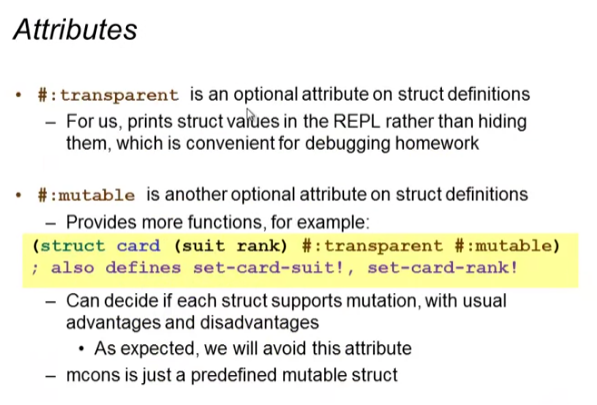 Attributes
• #:transparent is an optional attribute on struct definitions
– For us, prints struct values in the REPL rather than hiding
them, which is convenient for debugging homework
• #:mutable is another optional attribute on struct definitions
– Provides more functions, for example:
(struct card (suit rank) #:transparent #:mutable)
; also defines set-card-suit!, set-card-rank!
– Can decide if each struct supports mutation, with usual
advantages and disadvantages
• As expected, we will avoid this attribute
– mcons is just a predefined mutable struct